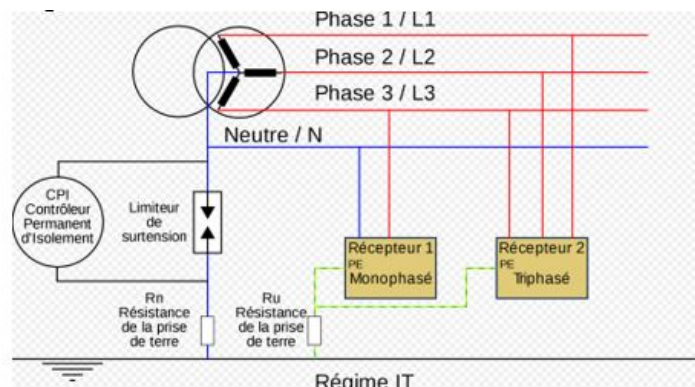 Phase 1 / L1
Phase 2 / L2
Phase 3 / L3
Neutre / N
CPI
Contrôleur
Permanent
d'Isolement
Limiteur
de
surtension
Récepteur 1
PE
Monophasé
Récepteur 2
PE
Triphasé
Rn
Résistance
de la prise
de terre
Ru
Résistance
de la prise
de terre
Régime IT